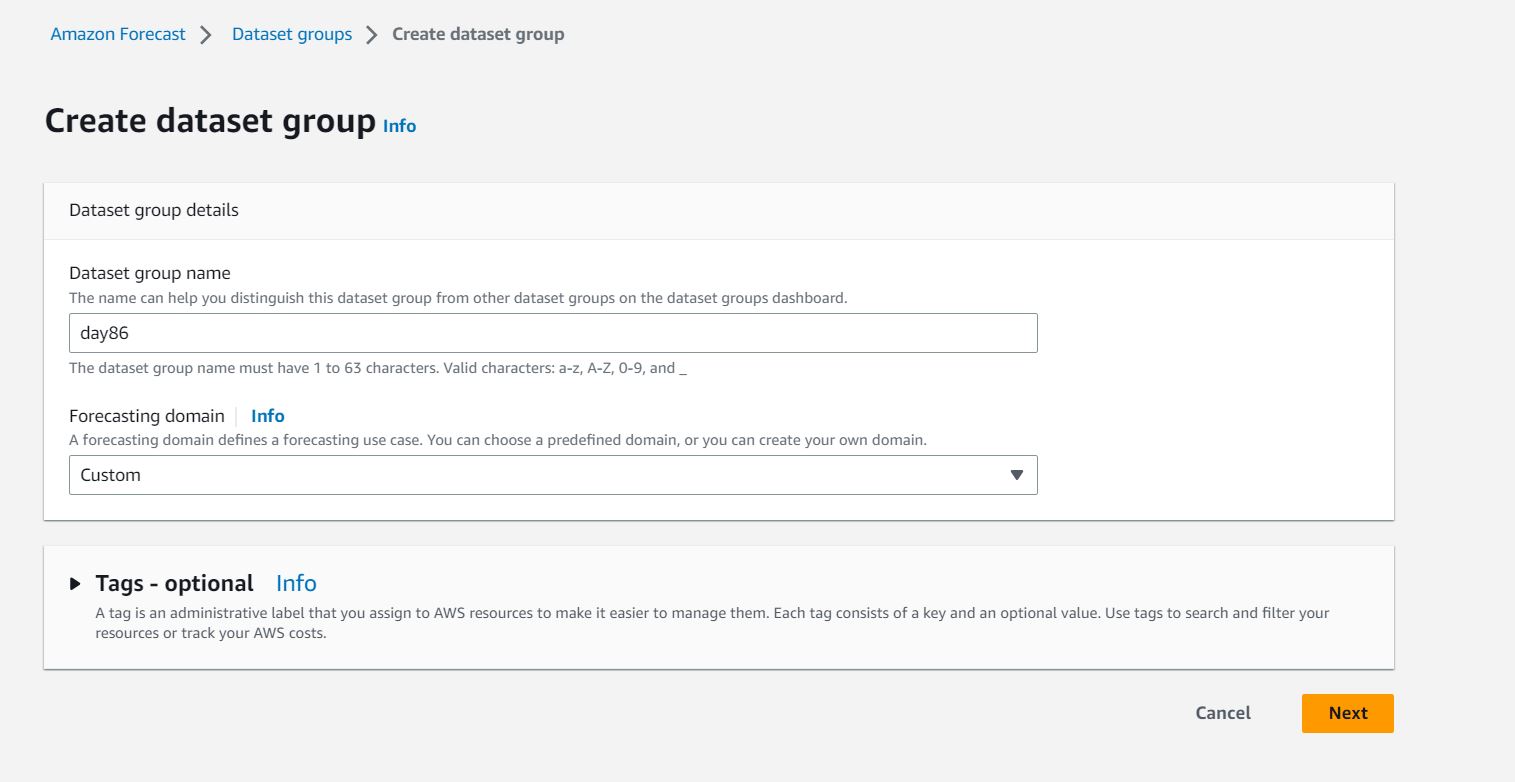 Amazon Forecast > Dataset groups > Create dataset group
Create dataset group Info
Dataset group details
Dataset group name
The name can help you distinguish this dataset group from other dataset groups on the dataset groups dashboard.
day86
The dataset group name must have 1 to 63 characters. Valid characters: a-z, A-Z, 0-9, and _
Forecasting domain | Info
A forecasting domain defines a forecasting use case. You can choose a predefined domain, or you can create your own domain.
Custom
Tags - optional Info
A tag is an administrative label that you assign to AWS resources to make it easier to manage them. Each tag consists of a key and an optional value. Use tags to search and filter your
resources or track your AWS costs.
Cancel Next